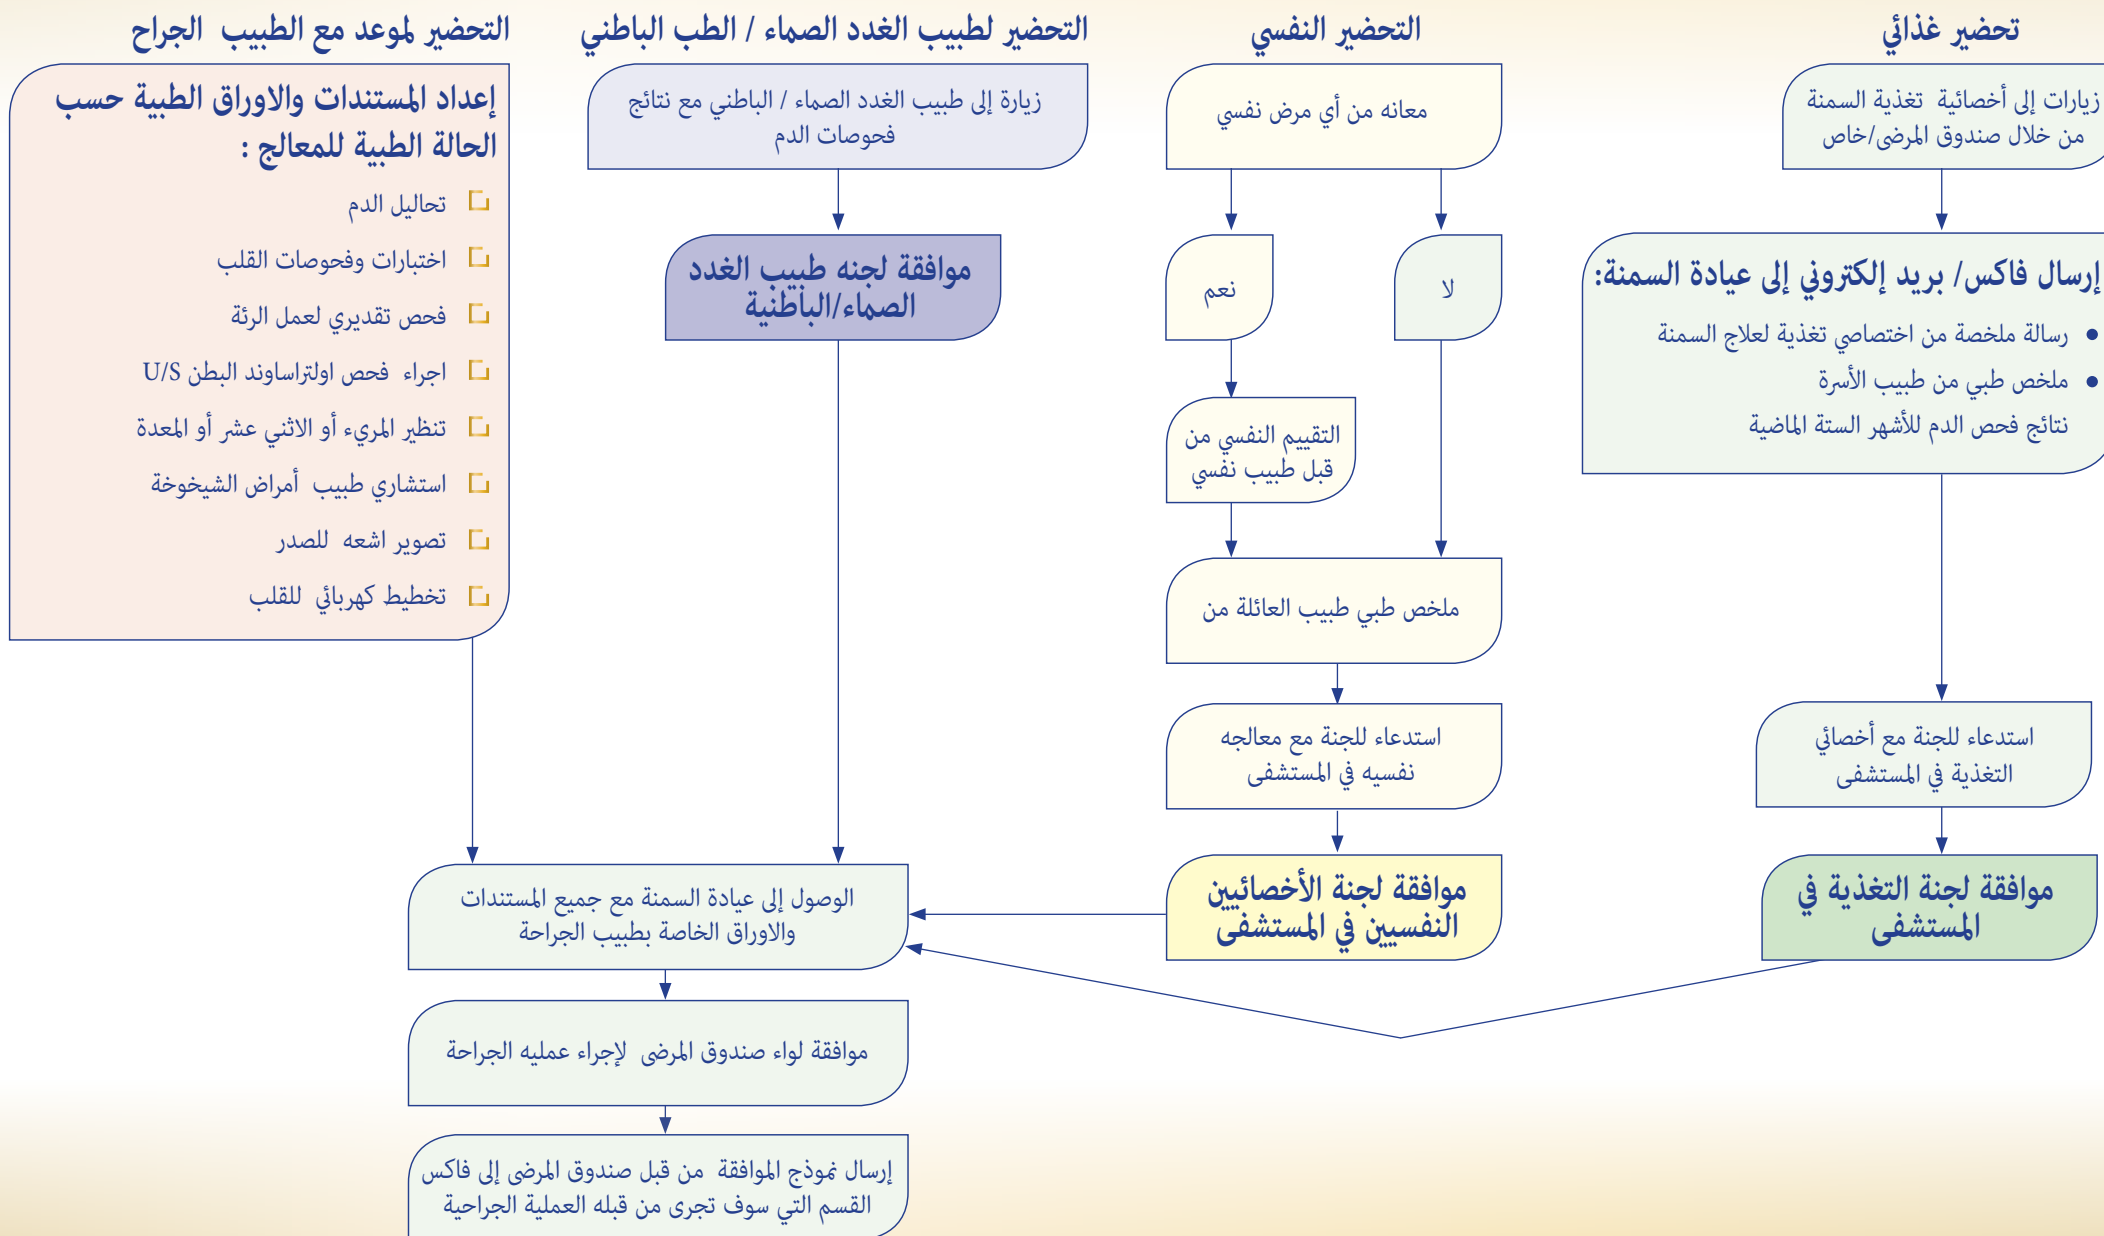 تحضير غذائي
زيارات إلى أخصائية تغذية السمنة
من خلال صندوق المرضى/خاص
إرسال فاكس/ بريد إلكتروني إلى عيادة السمنة:
• رسالة ملخصة من اختصاصي تغذية لعلاج السمنة
• ملخص طبي من طبيب الأسرة
نتائج فحص الدم للأشهر الستة الماضية
استدعاء للجنة مع أخصائي
التغذية في المستشفى
موافقة لجنة التغذية في
المستشفى
التحضير النفسي
معانه من أي مرض نفسي
لا
نعم
التقييم النفسي من
قبل طبيب نفسي
ملخص طبي طبيب العائلة من
استدعاء للجنة مع معالجه
نفسيه في المستشفى
موافقة لجنة الأخصائيين
النفسيين في المستشفى
التحضير لطبيب الغدد الصماء / الطب الباطني
زيارة إلى طبيب الغدد الصماء / الباطني مع نتائج
فحوصات الدم
موافقة لجنه طبيب الغدد
الصماء/الباطنية
التحضير لموعد مع الطبيب الجراح
إعداد المستندات والاوراق الطبية حسب
الحالة الطبية للمعالج :
تحاليل الدم
اختبارات وفحوصات القلب
فحص تقديري لعمل الرئة
اجراء فحص اولتراساوند البطن U/S
تنظير المريء أو الاثني عشر أو المعدة
استشاري طبيب أمراض الشيخوخة
تصوير اشعه للصدر
تخطيط كهربائي للقلب
الوصول إلى عيادة السمنة مع جميع المستندات
والاوراق الخاصة بطبيب الجراحة
موافقة لواء صندوق المرضى لإجراء عمليه الجراحة
إرسال نموذج الموافقة من قبل صندوق المرضى إلى فاكس
القسم التي سوف تجرى من قبله العملية الجراحية